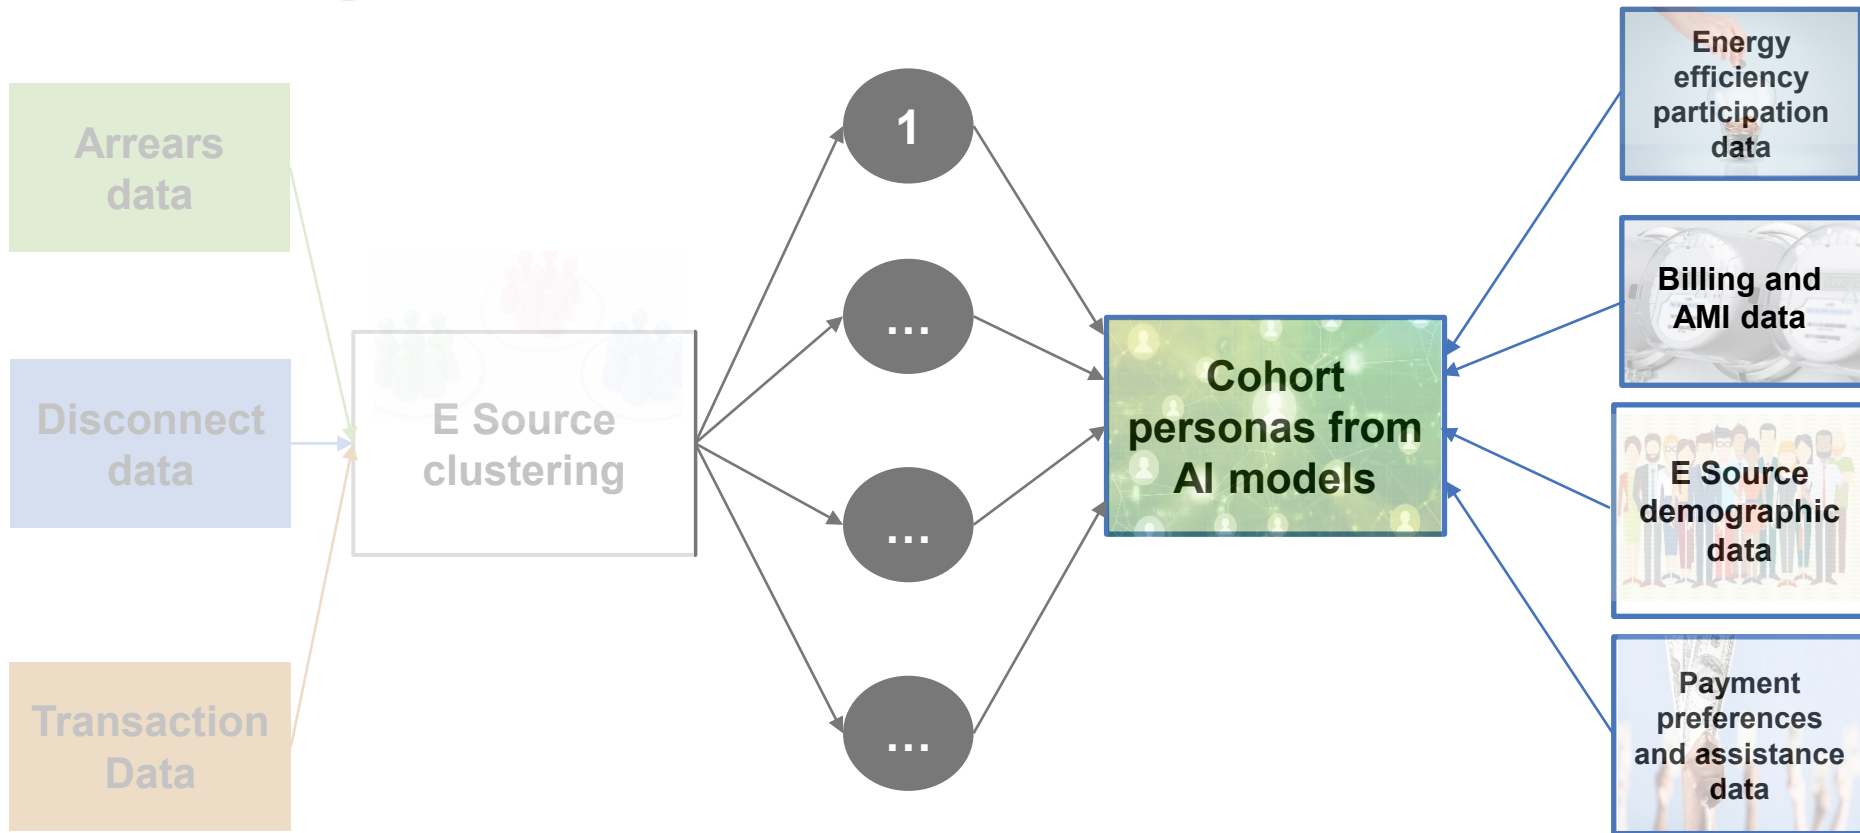 Arrears
data
Disconnect
data
Transaction
Data
E Source
clustering
1
...
...
...
Cohort
personas from
AI models
Energy
efficiency
participation
data
Billing and
AMI data
E Source
demographic
data
Payment
preferences
and assistance
data